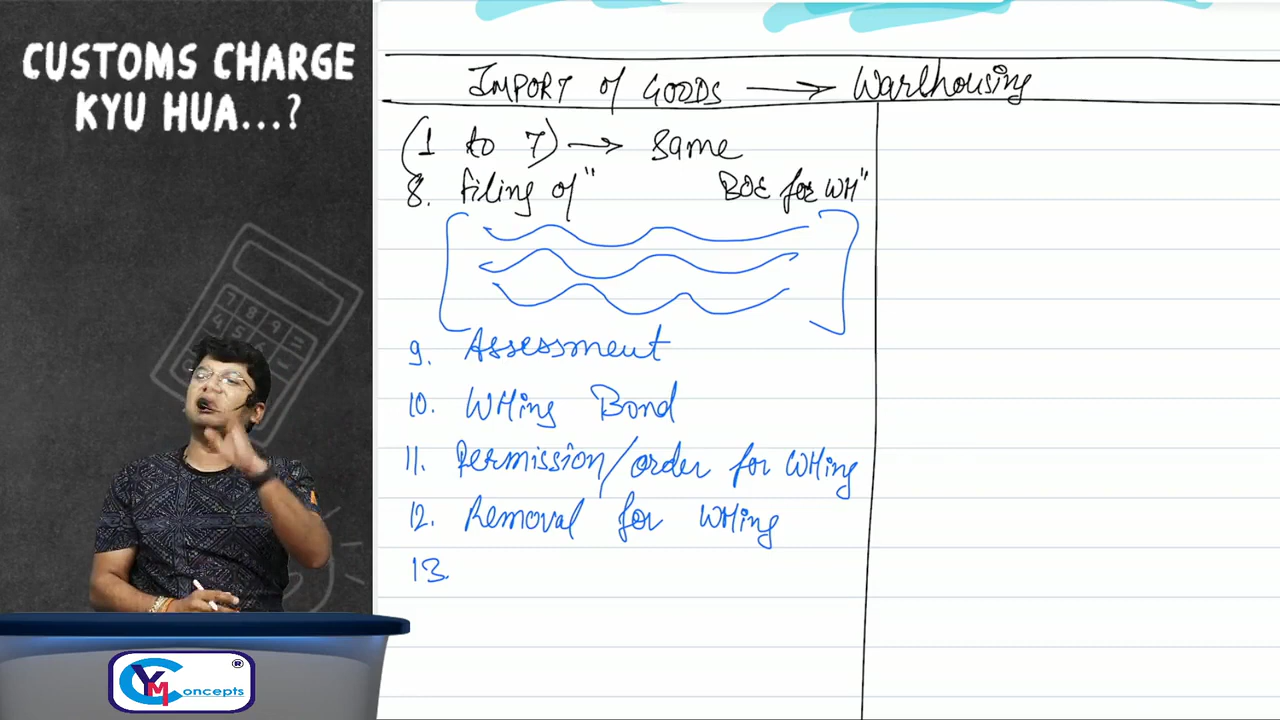 CUSTOMS CHARGE
KYU HUA...?
IMPORT of GOODS → Warehousing
(1 to 7) → Same
8. Filing of " BOE for WH"
9. Assessment
10. WHing Bond
11. Permission/order for WHing
12. Removal for WHing
13.
YM Concepts ®